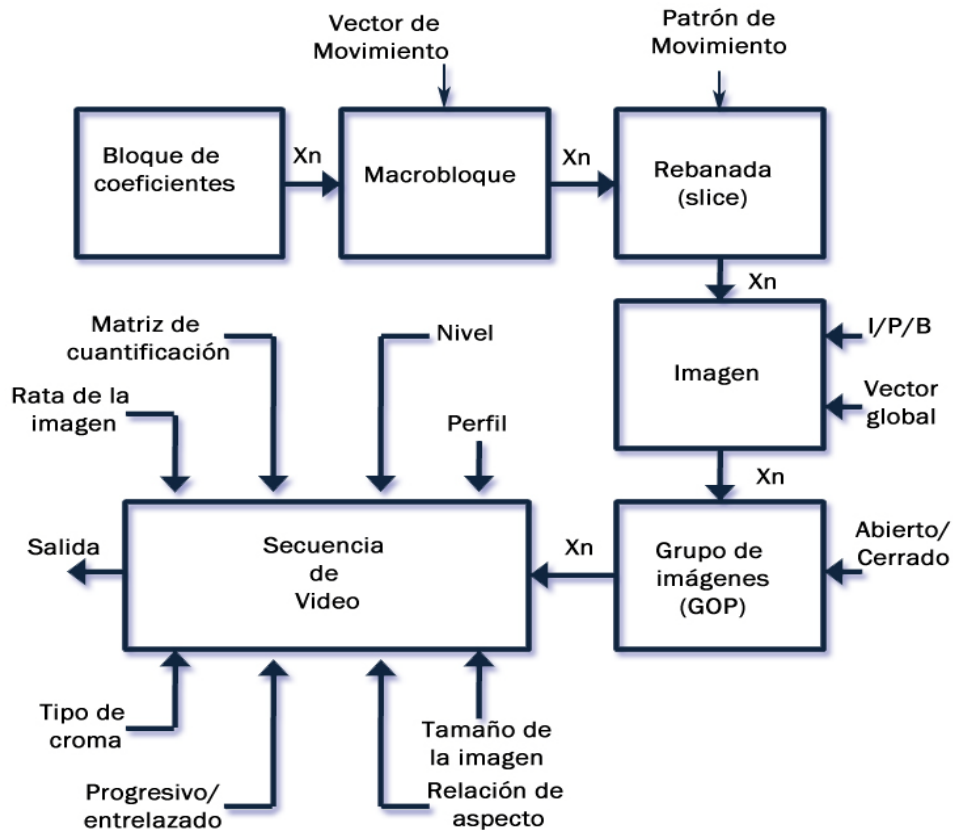 Vector de
Movimiento
Patrón de
Movimiento
Bloque de
coeficientes
Xn
Macrobloque
Xn
Rebanada
(slice)
Xn
Matriz de
cuantificación
Nivel
I/P/B
Imagen
Rata de la
imagen
Vector
global
Perfil
Xn
Salida
Secuencia
de
Video
Xn
Grupo de
imágenes
(GOP)
Abierto/
Cerrado
Tipo de
croma
Tamaño de
la imagen
Progresivo/
entrelazado
Relación de
aspecto